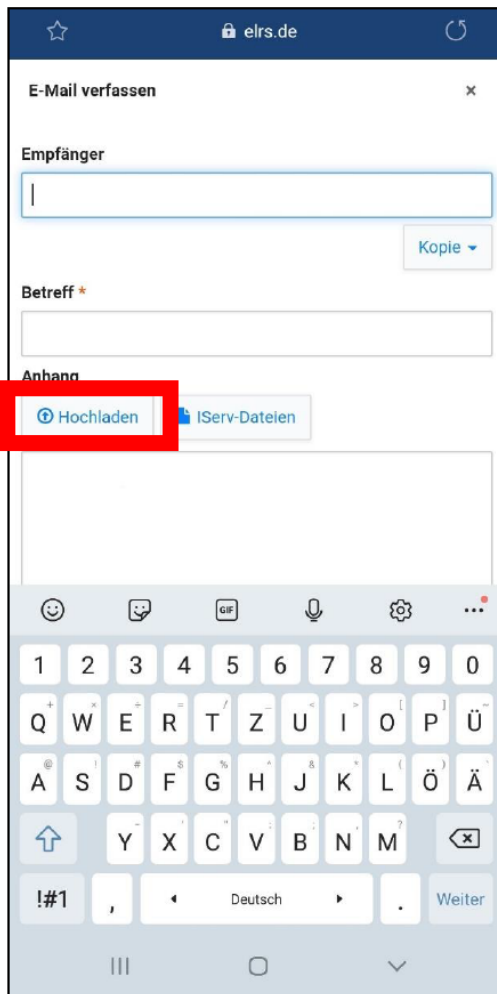 elrs.de
E-Mail verfassen ×
Empfänger
Kopie
Betreff *
Anhang
Hochladen IServ-Dateien
GIF
1 2 3 4 5 6 7 8 9 0
Q W E R T Z U I O P Ü
A S D F G H J K L Ö Ä
Y X C V B N M
!#1 , Deutsch . Weiter